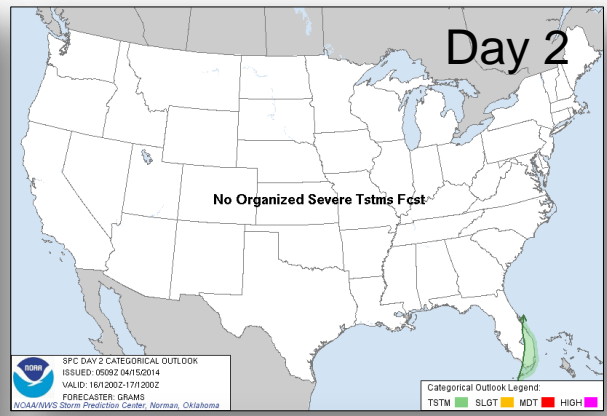 Day 2
No Organized Severe Tstms Fcst
NOAA
SPC DAY 2 CATEGORICAL OUTLOOK
ISSUED: 0509Z 04/15/2014
VALID: 16/1200Z-17/1200Z
FORECASTER: GRAMS
NOAA/NWS Storm Prediction Center, Norman, Oklahoma
Categorical Outlook Legend:
TSTM SLGT MDT HIGH